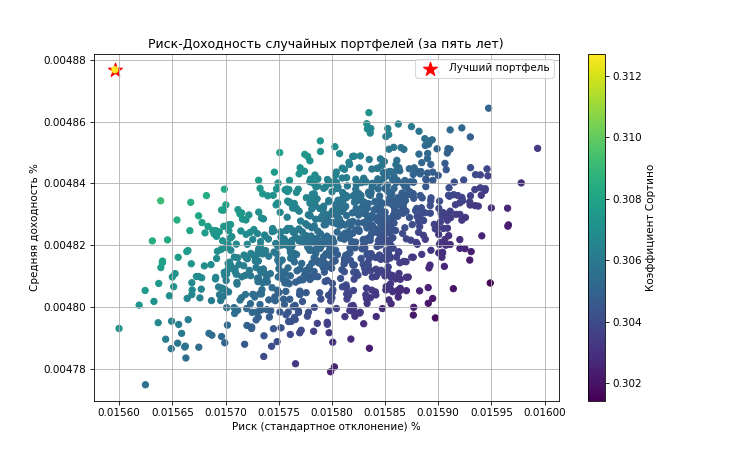 Риск-Доходность случайных портфелей (за пять лет)
Лучший портфель
Средняя доходность %
0.00488
0.00486
0.00484
0.00482
0.00480
0.00478
0.01560 0.01565 0.01570 0.01575 0.01580 0.01585 0.01590 0.01595 0.01600
Риск (стандартное отклонение) %
0.312
0.310
0.308
0.306
0.304
0.302
Коэффициент Сортино